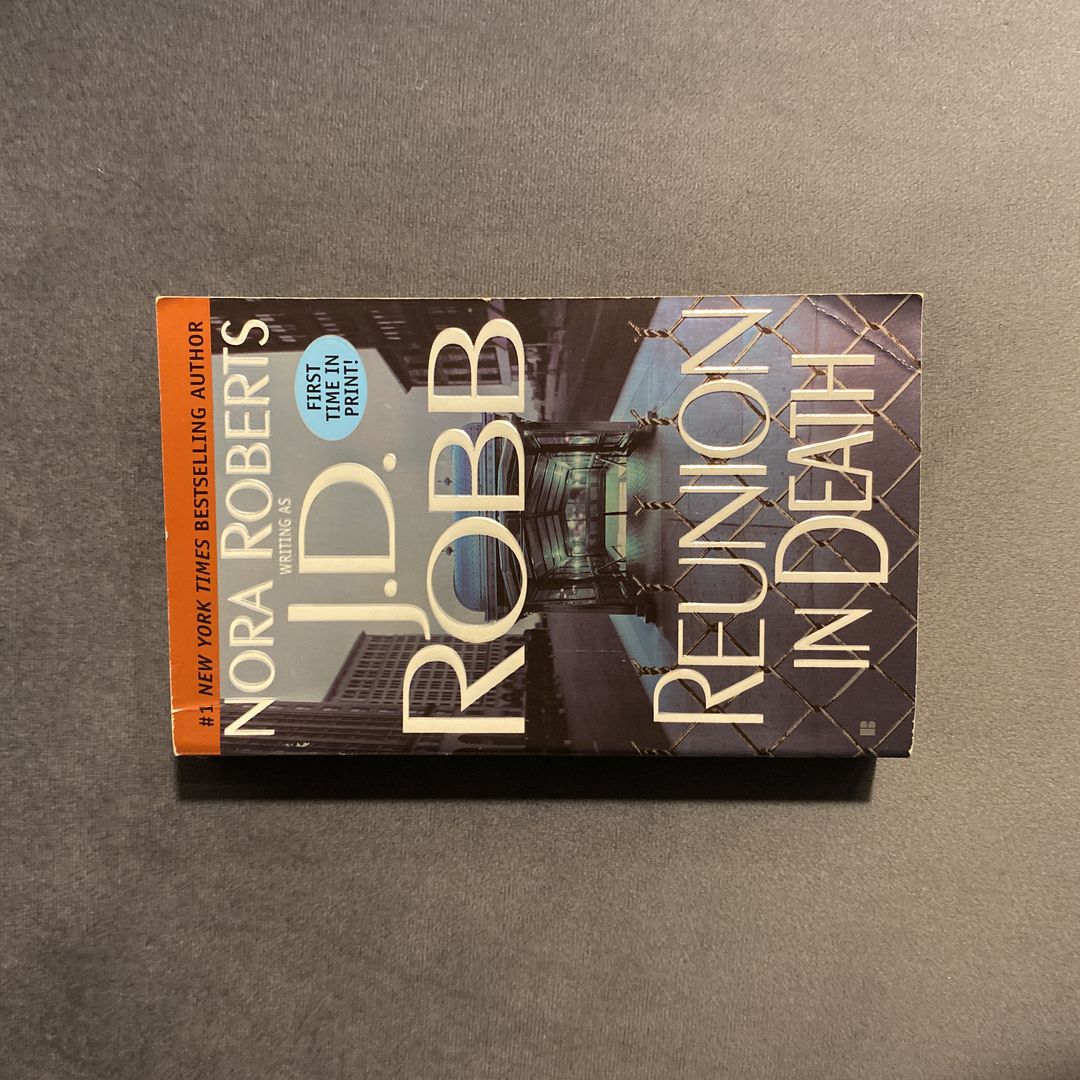 #1 NEW YORK TIMES BESTSELLING AUTHOR
NORA ROBERTS
WRITING AS
FIRST
TIME IN
PRINT!
J.D.
ROBB
REUNION
IN DEATH